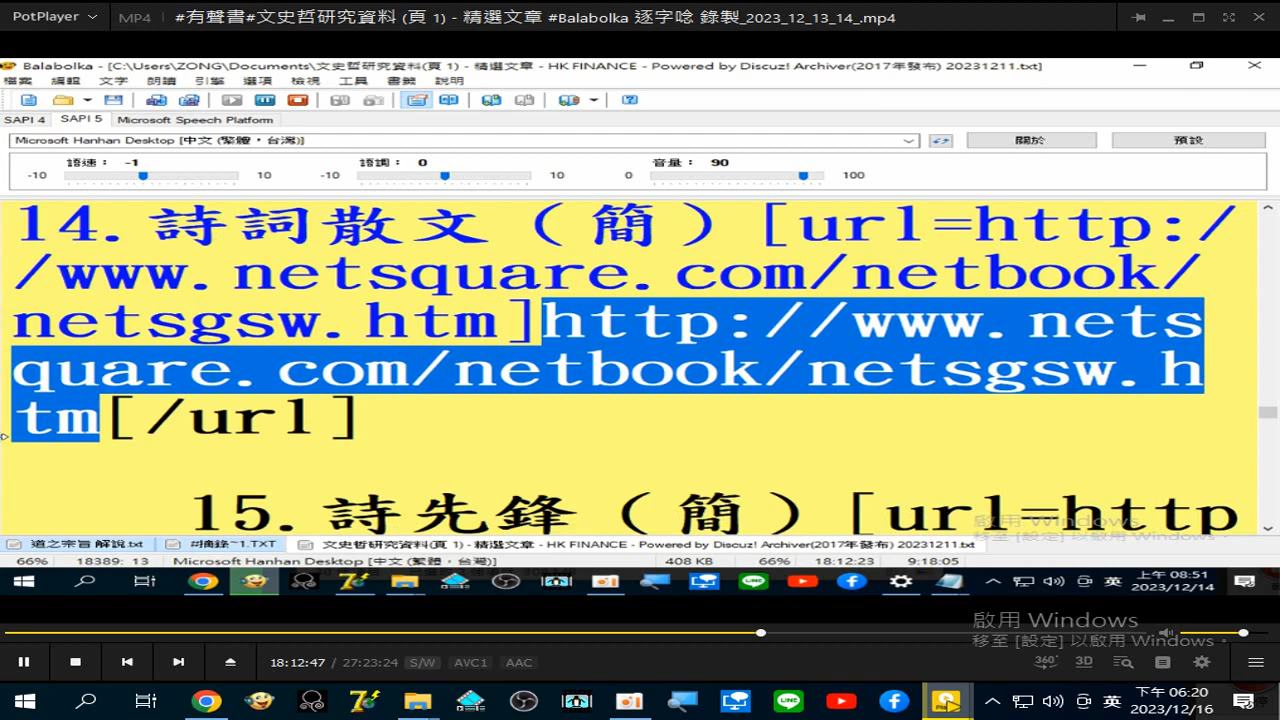 PotPlayer MP4 #有聲書#文史哲研究資料 (頁 1) - 精選文章 #Balabolka 逐字唸 錄製_2023_12_13_14_.mp4
Balabolka - [C:\Users\ZONG\Documents\文史哲研究資料(頁 1) - 精選文章 - HK FINANCE - Powered by Discuz! Archiver(2017年發布) 20231211.txt]
檔案 編輯 文字 朗讀 引擎 選項 檢視 工具 書籤 說明
SAPI 4 SAPI 5 Microsoft Speech Platform
Microsoft Hanhan Desktop [中文 (繁體，台灣)] 關於 預設
語速： -1 語調： 0 音量： 90
-10 10 -10 10 0 100
14. 詩詞散文（簡）[url=http:/
/www.netsquare.com/netbook/
netsgsw.htm]http://www.nets
quare.com/netbook/netsgsw.h
tm[/url]
15. 詩先鋒（簡）[url=http
啟用 Windows
移至 [設定] 以啟用 Windows。
道之宗旨 解說.txt #摘錄~1.TXT 文史哲研究資料(頁 1) - 精選文章 - HK FINANCE - Powered by Discuz! Archiver(2017年發布) 20231211.txt
66% 18389: 13 Microsoft Hanhan Desktop [中文 (繁體，台灣)] 408 KB 66% 18:12:23 9:18:05
英 上午 08:51
2023/12/14
啟用 Windows
移至 [設定] 以啟用 Windows。
18:12:47 / 27:23:24 S/W AVC1 AAC 360° 3D
英 下午 06:20
2023/12/16